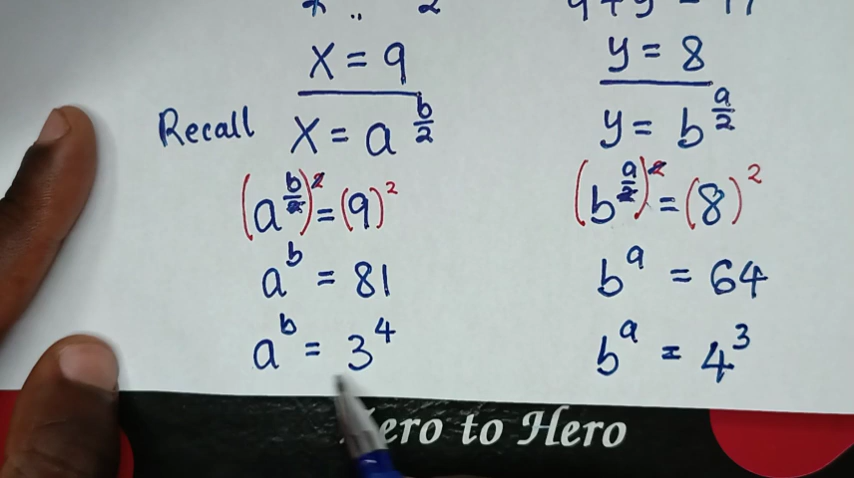 x = 9 y = 8
Recall x = a^(b/2) y = b^(a/2)
(a^(b/2))^2 = (9)^2 (b^(a/2))^2 = (8)^2
a^b = 81 b^a = 64
a^b = 3^4 b^a = 4^3
ero to Hero